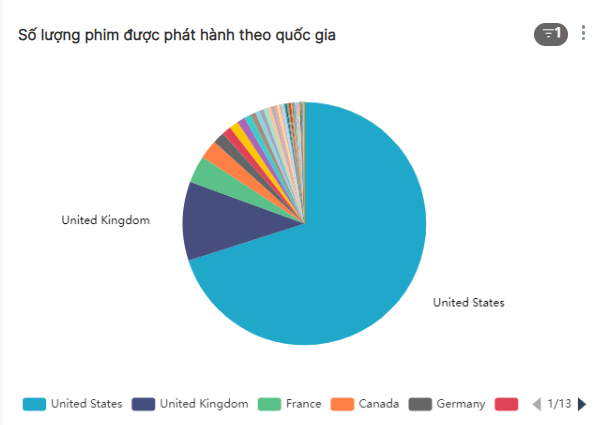 Số lượng phim được phát hành theo quốc gia
1
United Kingdom
United States
United States United Kingdom France Canada Germany 1/13